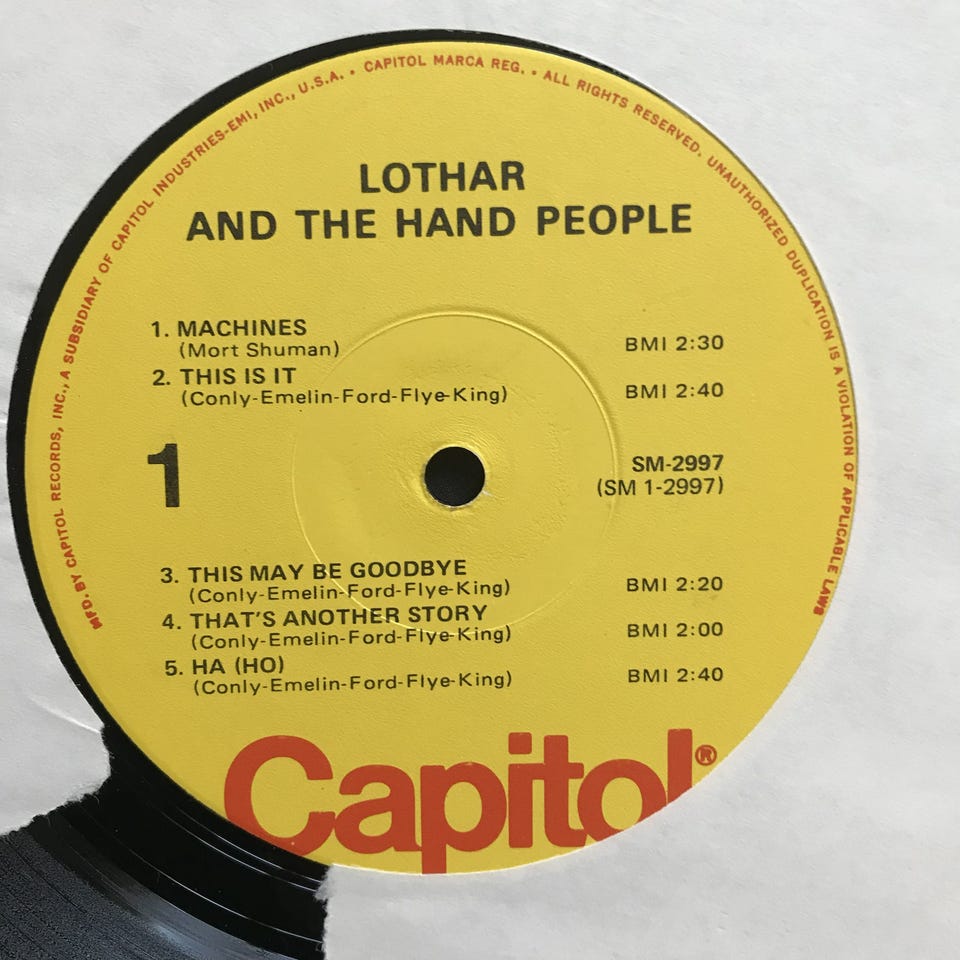 MFD. BY CAPITOL RECORDS, INC., A SUBSIDIARY OF CAPITOL INDUSTRIES-EMI, INC., U.S.A. • CAPITOL MARCA REG. • ALL RIGHTS RESERVED. UNAUTHORIZED DUPLICATION IS A VIOLATION OF APPLICABLE LAWS
LOTHAR
AND THE HAND PEOPLE
1. MACHINES
(Mort Shuman) BMI 2:30
2. THIS IS IT
(Conly-Emelin-Ford-Flye-King) BMI 2:40
1
SM-2997
(SM 1-2997)
3. THIS MAY BE GOODBYE
(Conly-Emelin-Ford-Flye-King) BMI 2:20
4. THAT'S ANOTHER STORY
(Conly-Emelin-Ford-Flye-King) BMI 2:00
5. HA (HO)
(Conly-Emelin-Ford-Flye-King) BMI 2:40
Capitol®